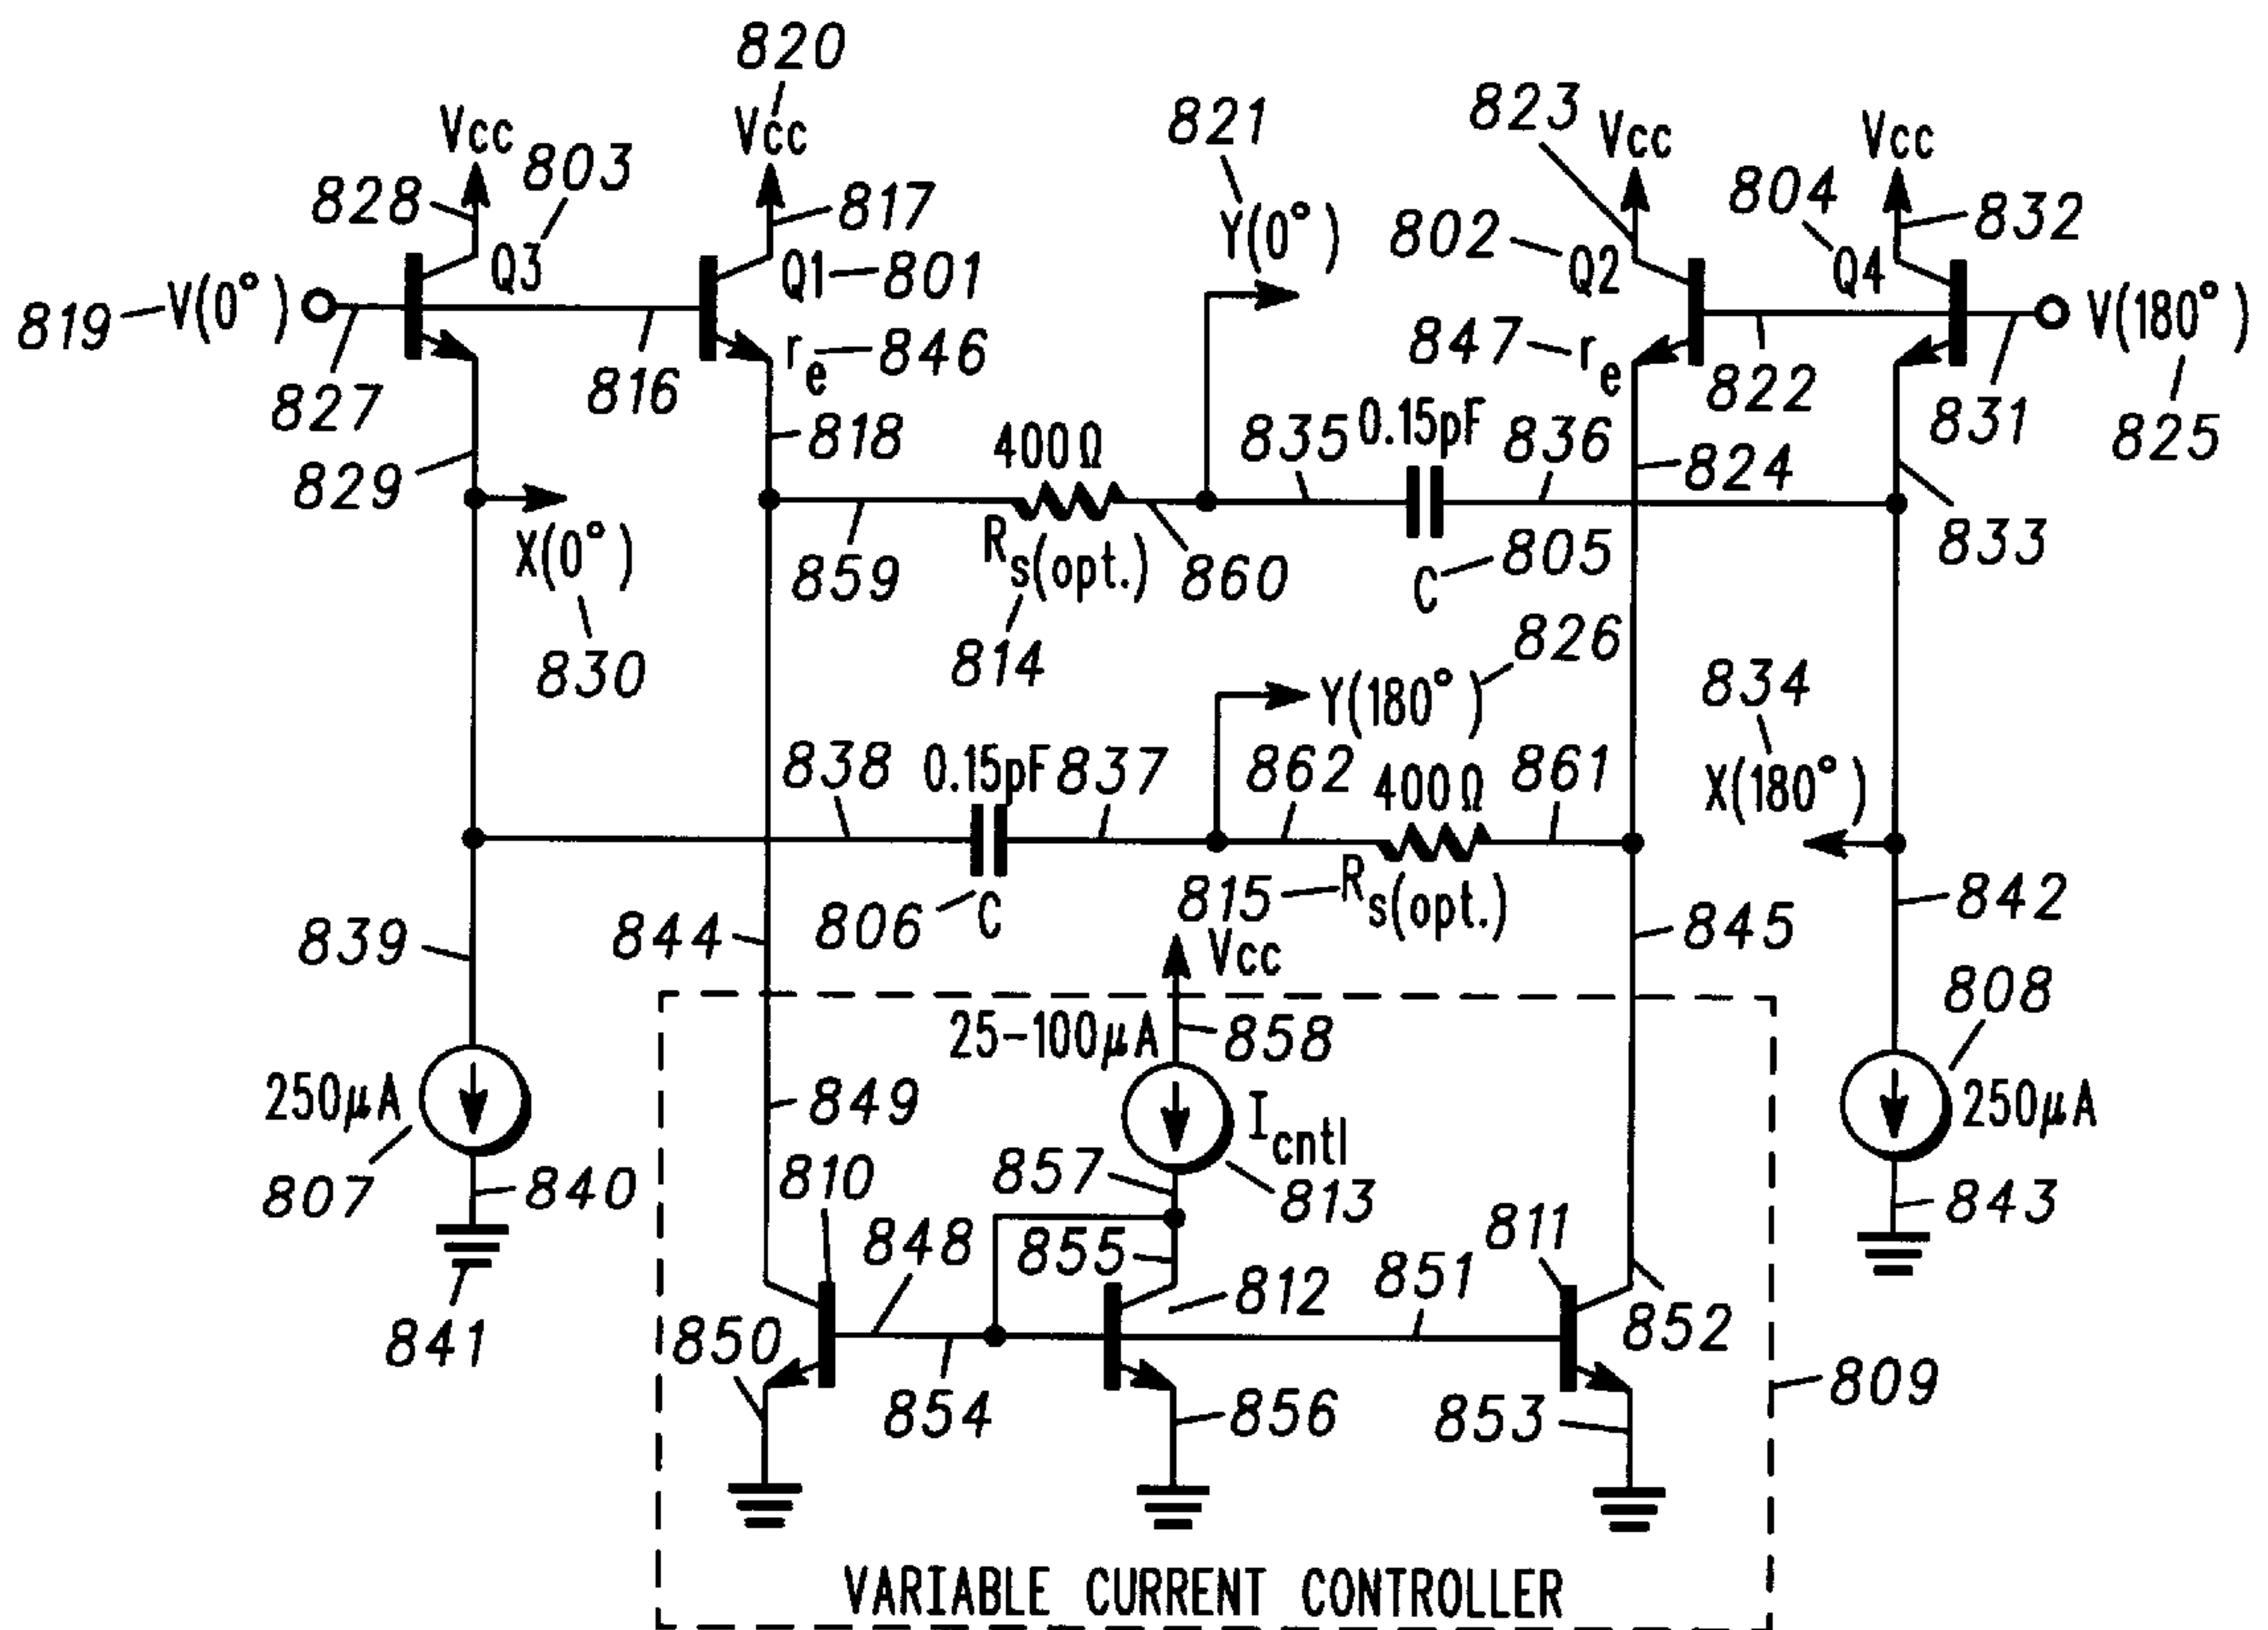 820
Vcc
Vcc
821
823
Vcc
Vcc
828
803
817
Y(0°)
802
804
832
819
V(0°)
Q3
Q1
801
Q2
Q4
V(180°)
827
816
re
846
847
re
822
831
825
829
818
400Ω
835
0.15pF
836
824
833
X(0°)
859
Rs(opt.)
860
C
805
830
814
826
Y(180°)
834
838
0.15pF
837
862
400Ω
861
X(180°)
839
844
806
C
815
Rs(opt.)
845
842
Vcc
808
25-100μA
858
250μA
849
Icntl
250μA
807
840
810
857
813
811
843
848
855
812
851
841
850
854
856
853
852
809
VARIABLE CURRENT CONTROLLER